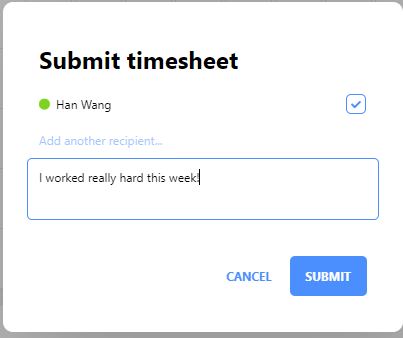 Submit timesheet
Han Wang
Add another recipient...
I worked really hard this week!
CANCEL
SUBMIT